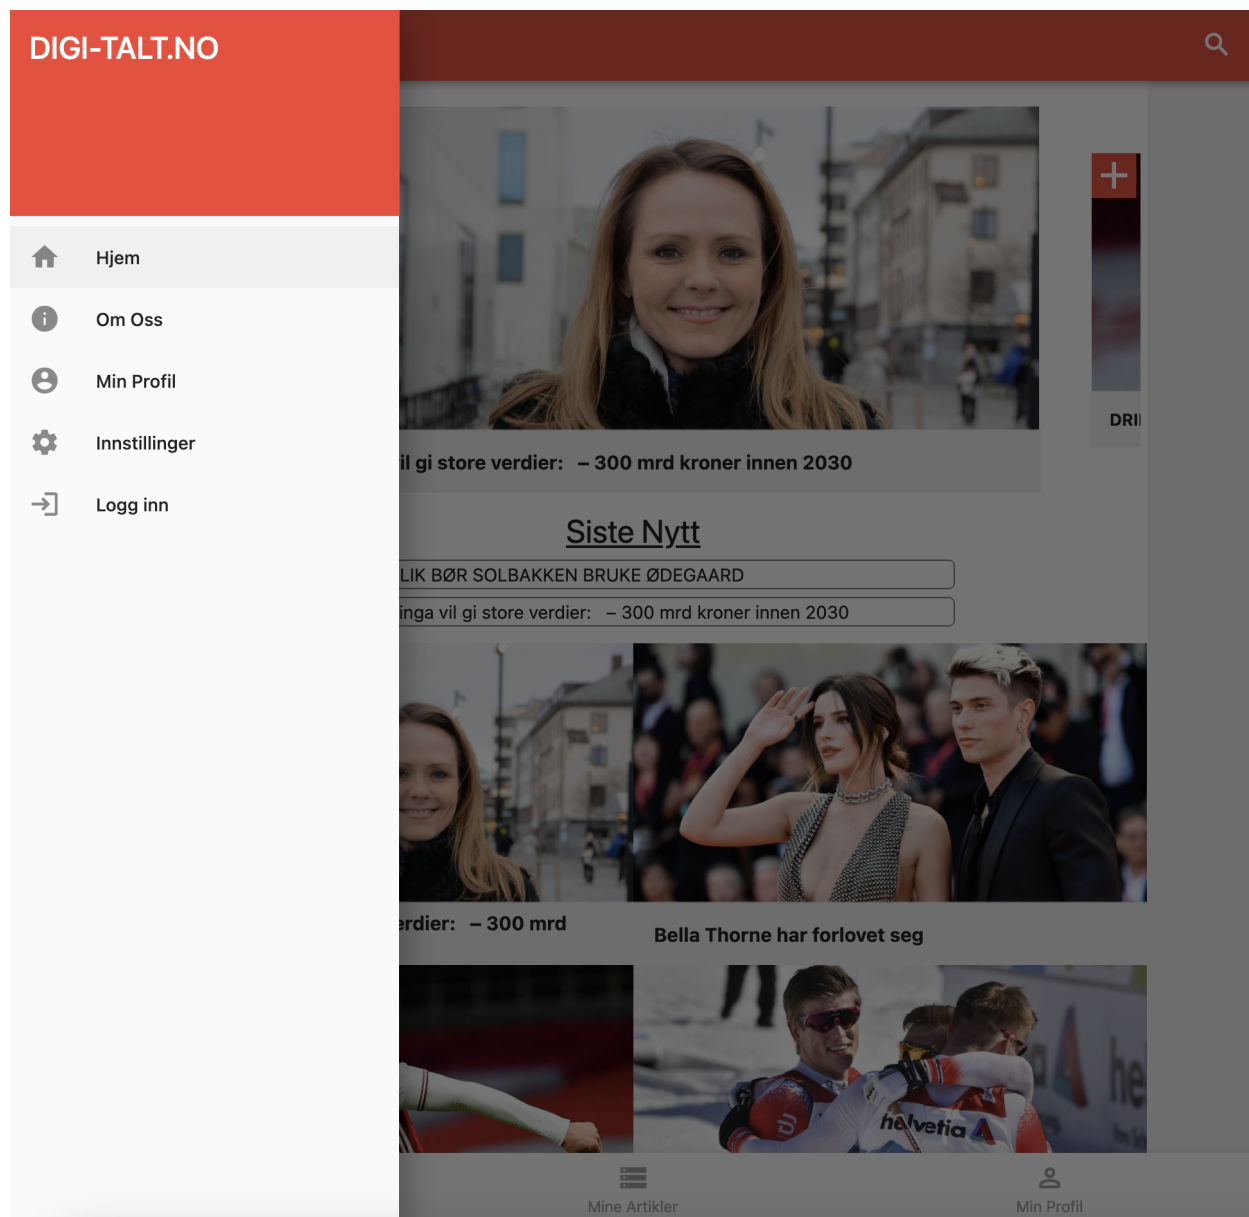 DIGI-TALT.NO
Hjem
Om Oss
Min Profil
Innstillinger
Logg inn
il gi store verdier:   – 300 mrd kroner innen 2030
Siste Nytt
LIK BØR SOLBAKKEN BRUKE ØDEGAARD
inga vil gi store verdier:   – 300 mrd kroner innen 2030
erdier:   – 300 mrd
Bella Thorne har forlovet seg
helvetia
Mine Artikler
Min Profil